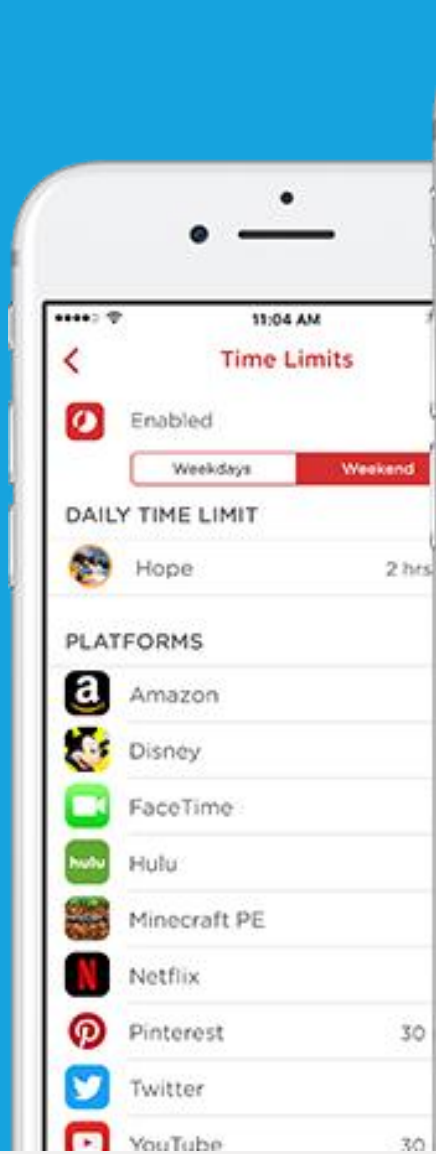 11:04 AM
Time Limits
Enabled
Weekdays Weekend
DAILY TIME LIMIT
Hope 2 hrs
PLATFORMS
a Amazon
Disney
FaceTime
hulu Hulu
Minecraft PE
N Netflix
Pinterest 30
Twitter
YouTube 30